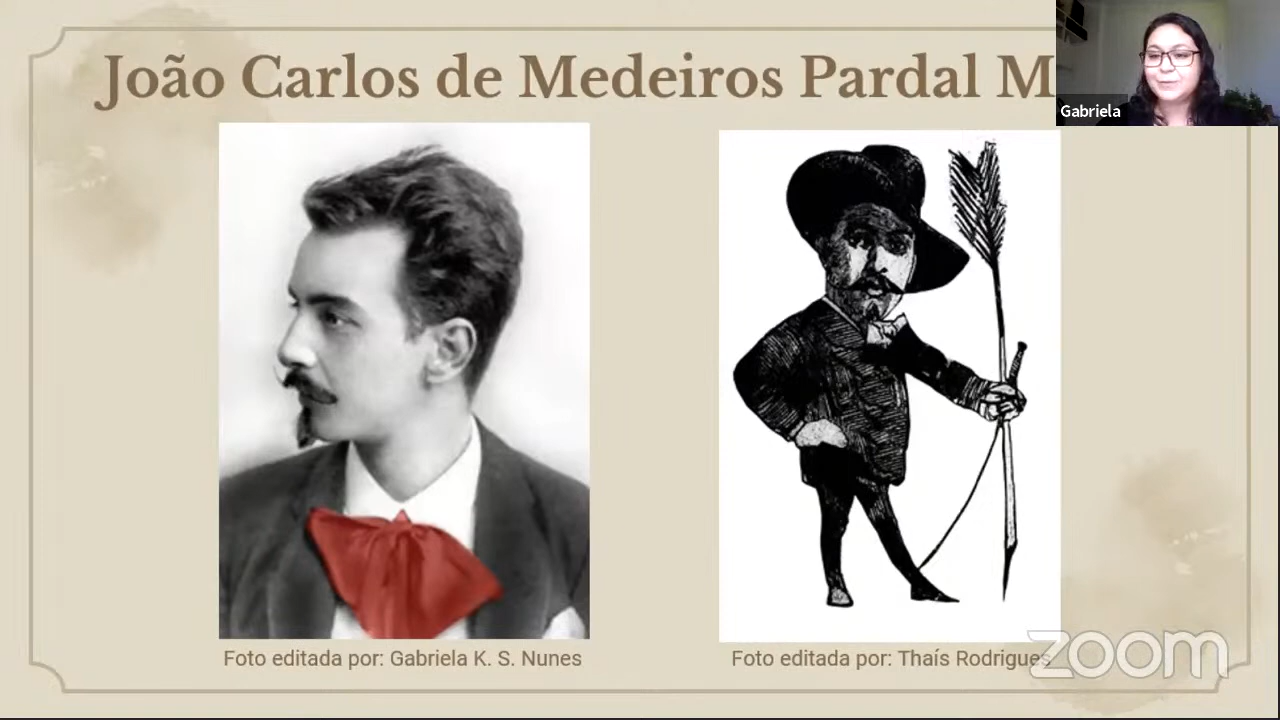 João Carlos de Medeiros Pardal M
Gabriela
Foto editada por: Gabriela K. S. Nunes
Foto editada por: Thaís Rodrigues
zoom